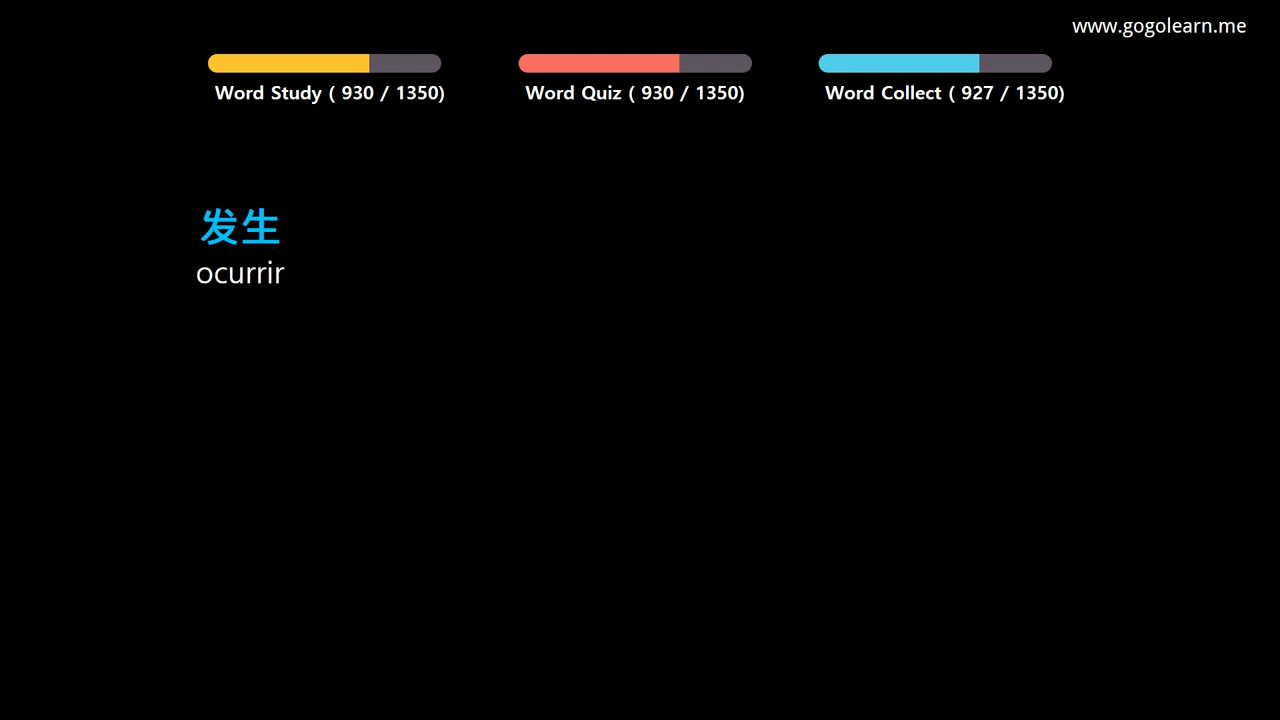 www.gogolearn.me
Word Study ( 930 / 1350)
Word Quiz ( 930 / 1350)
Word Collect ( 927 / 1350)
发生
ocurrir